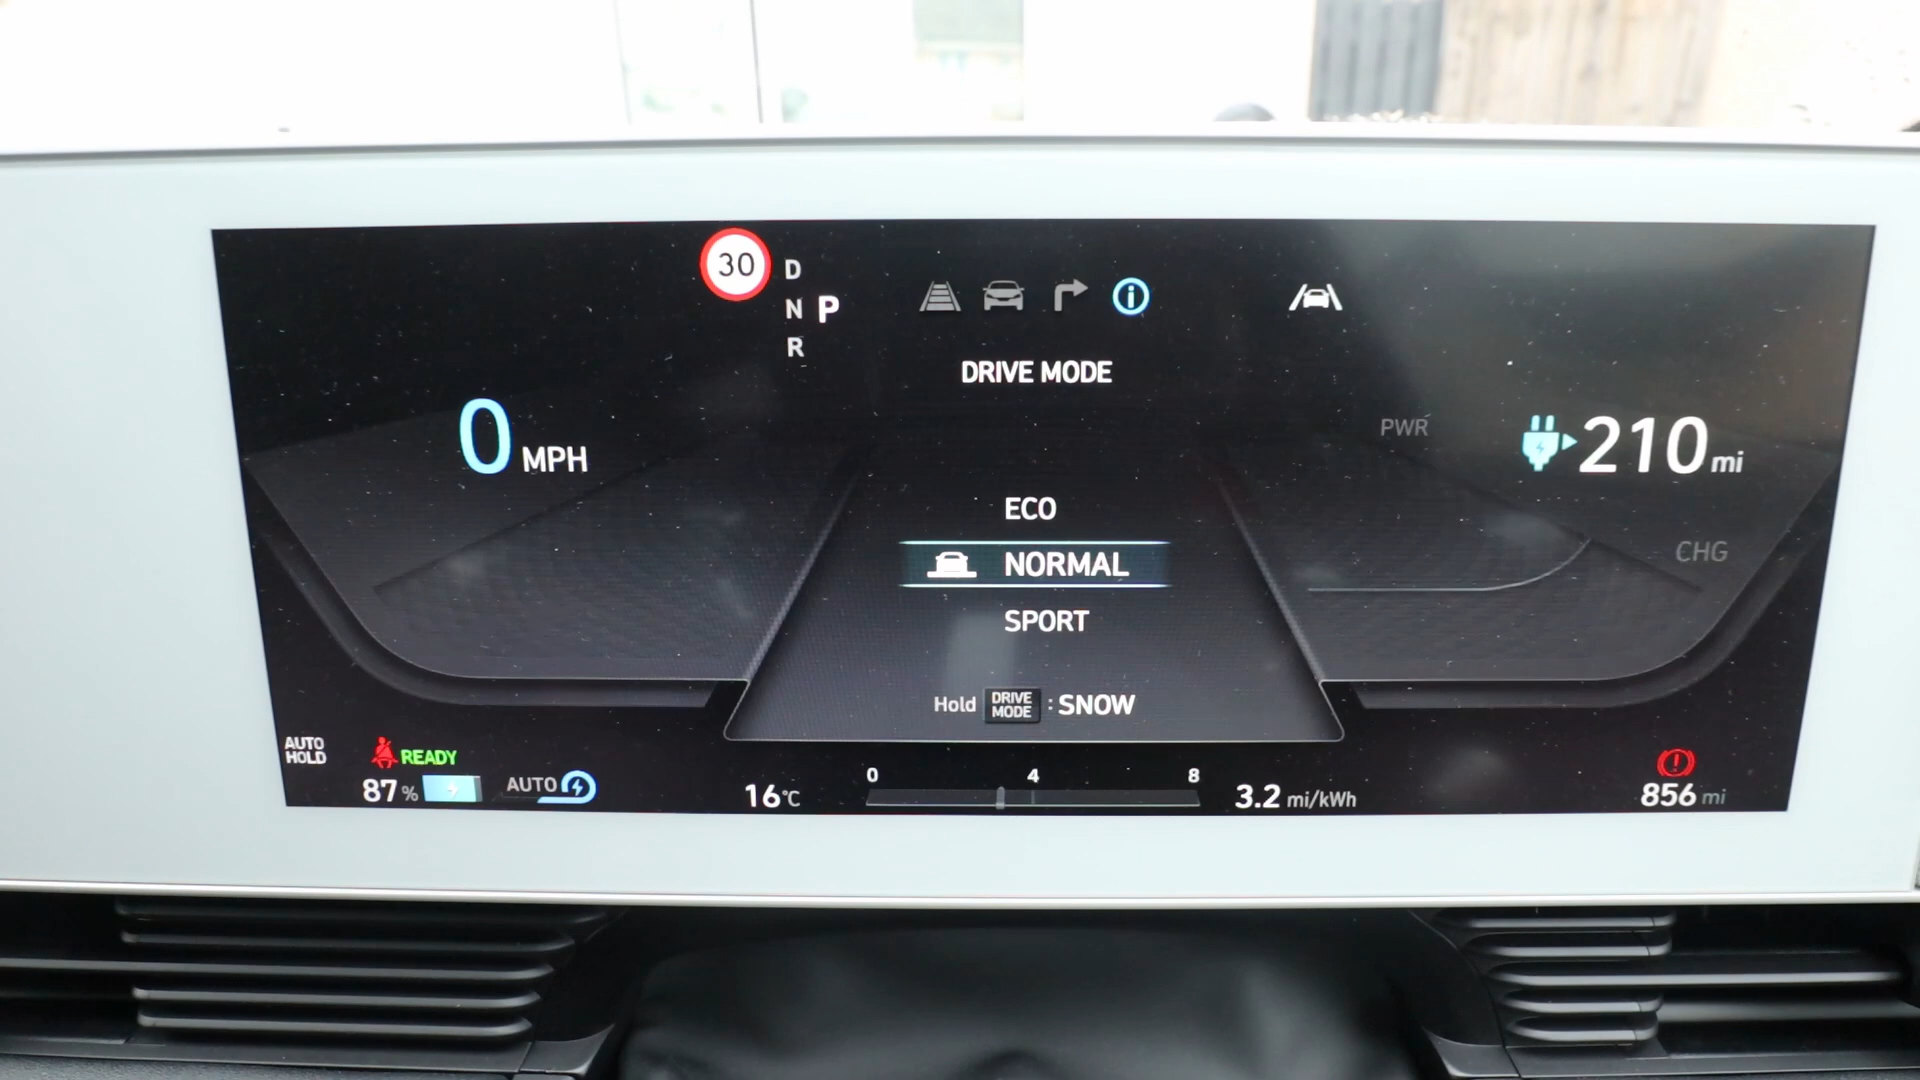 30
D
N P
R
DRIVE MODE
0 MPH
PWR
210 mi
CHG
ECO
NORMAL
SPORT
Hold DRIVE MODE : SNOW
AUTO HOLD
READY
87 %
AUTO
16°C
0 4 8
3.2 mi/kWh
856 mi